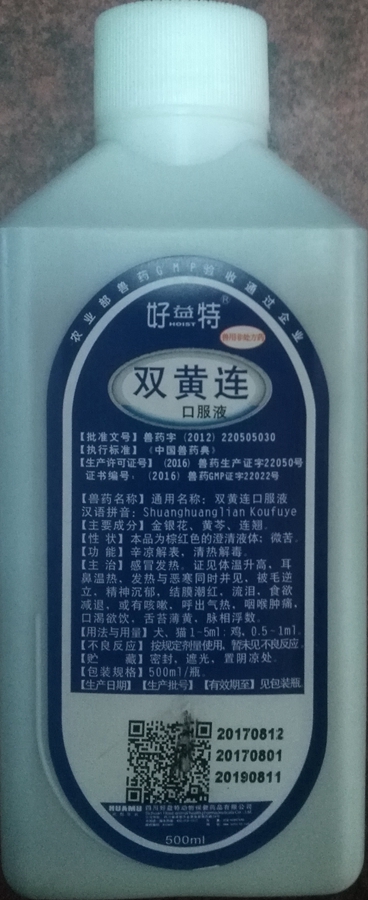 农业部兽药GMP验收通过企业
好益特®
HOIST
兽用非处方药
双黄连
口服液
【批准文号】兽药字(2012)220505030
【执行标准】《中国兽药典》
【生产许可证号】(2016)兽药生产证字22050号
证书编号:(2016)兽药GMP证字22022号
【兽药名称】通用名称:双黄连口服液
汉语拼音:Shuanghuanglian Koufuye
【主要成分】金银花、黄芩、连翘。
【性 状】本品为棕红色的澄清液体;微苦。
【功 能】辛凉解表,清热解毒。
【主 治】感冒发热。证见体温升高,耳
鼻温热,发热与恶寒同时并见,被毛逆
立,精神沉郁,结膜潮红,流泪,食欲
减退,或有咳嗽,呼出气热,咽喉肿痛,
口渴欲饮,舌苔薄黄,脉相浮数。
【用法与用量】犬、猫1~5ml;鸡,0.5~1ml。
【不良反应】按规定剂量使用,暂未见不良反应。
【贮 藏】密封,遮光,置阴凉处。
【包装规格】500ml/瓶
【生产日期】【生产批号】【有效期至】见包装瓶
20170812
20170801
20190811
HUAMU
500ml